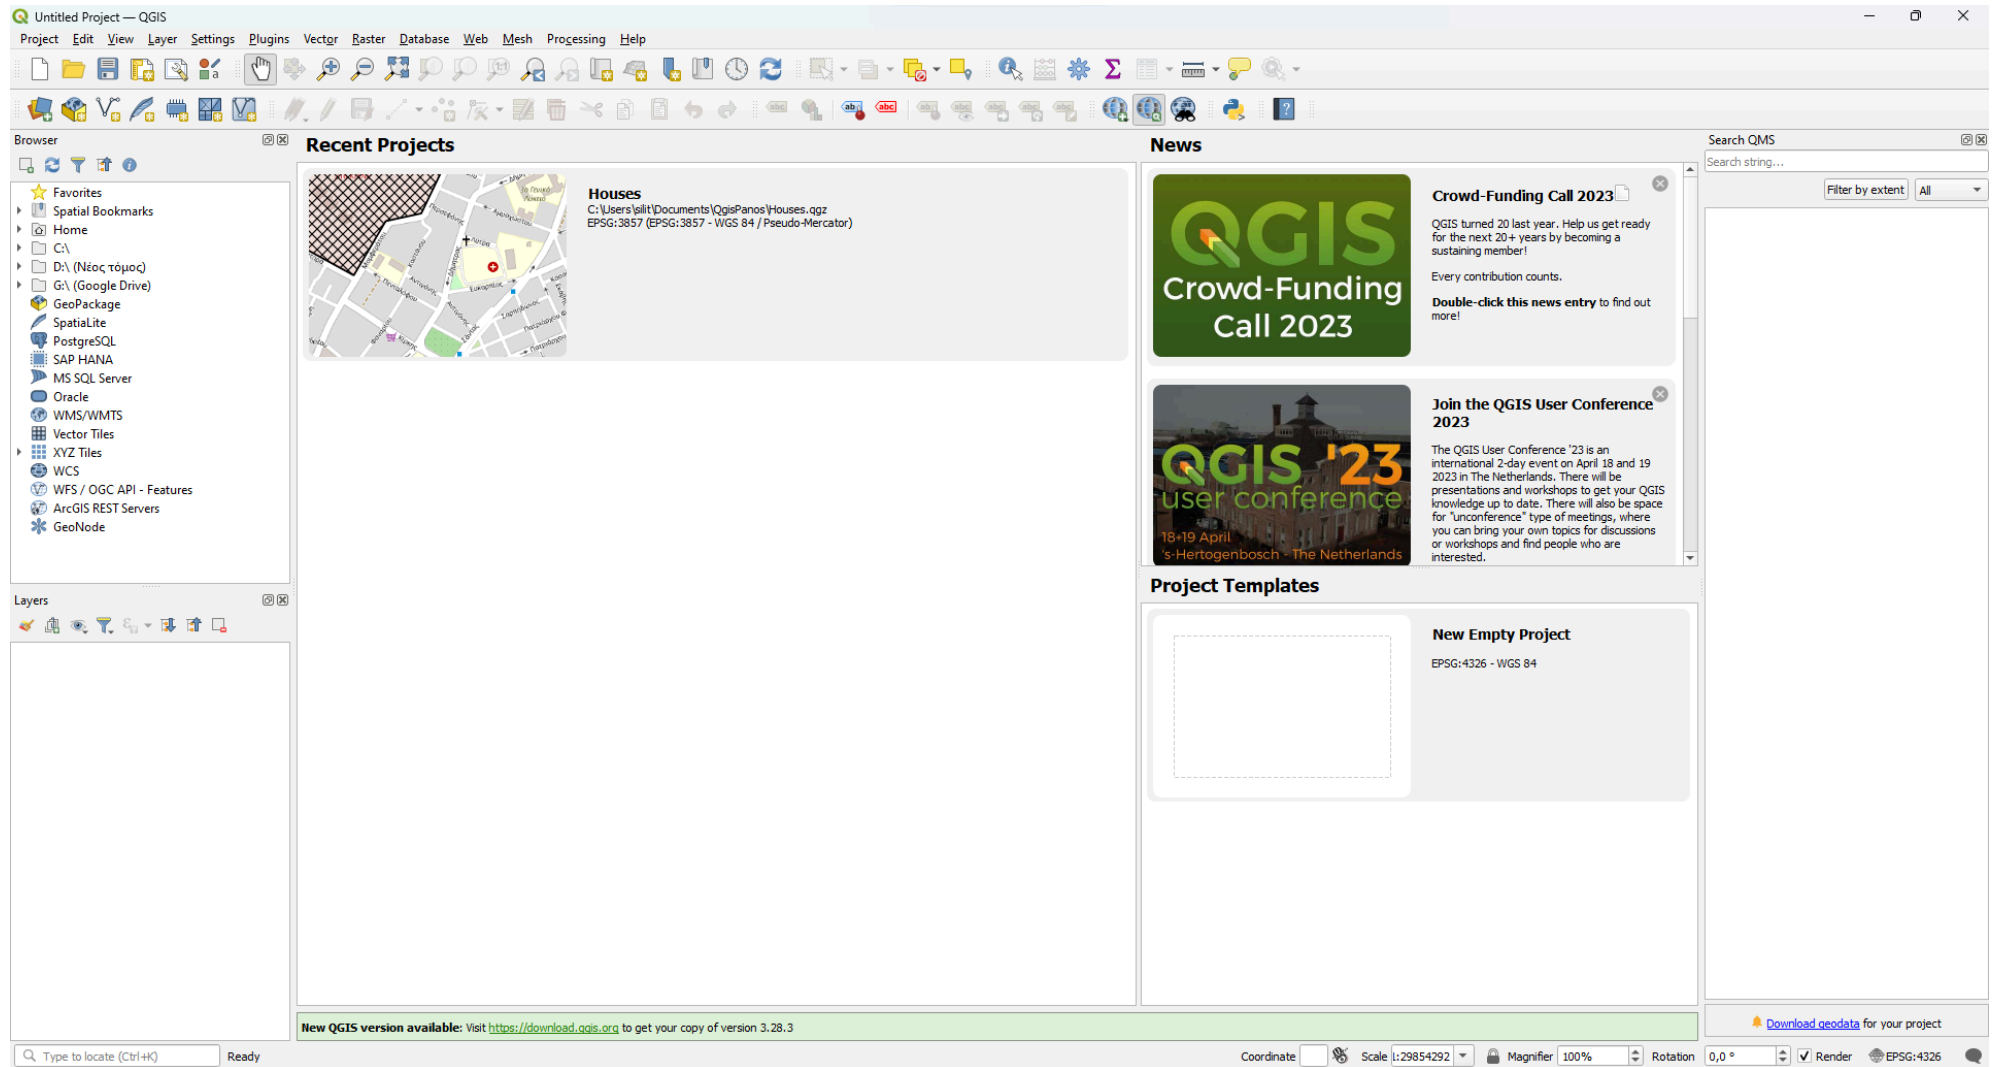 Untitled Project — QGIS
Project Edit View Layer Settings Plugins Vector Raster Database Web Mesh Processing Help
Browser
Favorites
Spatial Bookmarks
Home
C:\
D:\ (Νέος τόμος)
G:\ (Google Drive)
GeoPackage
SpatiaLite
PostgreSQL
SAP HANA
MS SQL Server
Oracle
WMS/WMTS
Vector Tiles
XYZ Tiles
WCS
WFS / OGC API - Features
ArcGIS REST Servers
GeoNode
Layers
Recent Projects
Houses
C:\Users\silit\Documents\QgisPanos\Houses.qgz
EPSG:3857 (EPSG:3857 - WGS 84 / Pseudo-Mercator)
News
QGIS
Crowd-Funding
Call 2023
Crowd-Funding Call 2023
QGIS turned 20 last year. Help us get ready
for the next 20+ years by becoming a
sustaining member!
Every contribution counts.
Double-click this news entry to find out
more!
QGIS '23
user conference
18+19 April
's-Hertogenbosch - The Netherlands
Join the QGIS User Conference
2023
The QGIS User Conference '23 is an
international 2-day event on April 18 and 19
2023 in The Netherlands. There will be
presentations and workshops to get your QGIS
knowledge up to date. There will also be space
for "unconference" type of meetings, where
you can bring your own topics for discussions
or workshops and find people who are
interested.
Project Templates
New Empty Project
EPSG:4326 - WGS 84
Search QMS
Search string...
Filter by extent All
New QGIS version available: Visit https://download.qgis.org to get your copy of version 3.28.3
Download geodata for your project
Type to locate (Ctrl+K) Ready Coordinate Scale 1:29854292 Magnifier 100% Rotation 0,0 ° Render EPSG:4326